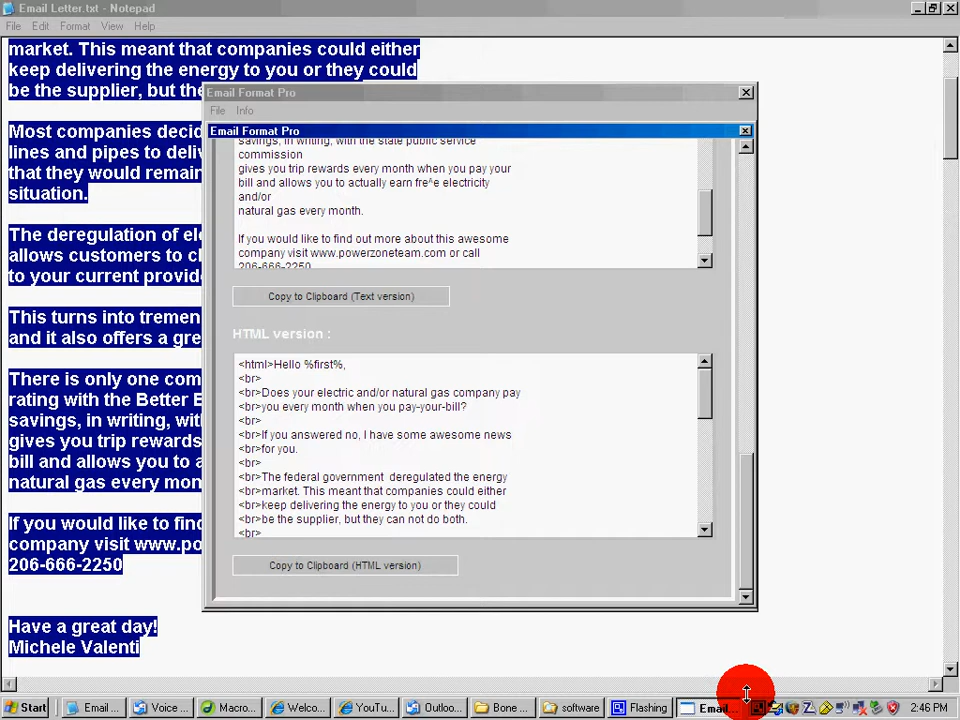 Email Letter.txt - Notepad
File Edit Format View Help
market. This meant that companies could either
keep delivering the energy to you or they could
be the supplier, but the
Most companies decid
lines and pipes to deliv
that they would remain
situation.
The deregulation of el
allows customers to c
to your current provid
This turns into tremen
and it also offers a gre
There is only one com
rating with the Better B
savings, in writing, wit
gives you trip rewards
bill and allows you to a
natural gas every mon
If you would like to find
company visit www.po
206-666-2250
Have a great day!
Michele Valenti
Email Format Pro
File Info
Email Format Pro
savings, in writing, with the state public service
commission
gives you trip rewards every month when you pay your
bill and allows you to actually earn fre^e electricity
and/or
natural gas every month.
If you would like to find out more about this awesome
company visit www.powerzoneteam.com or call
206-666-2250
Copy to Clipboard (Text version)
HTML version :
<html>Hello %first%,
<br>
<br>Does your electric and/or natural gas company pay
<br>you every month when you pay-your-bill?
<br>
<br>If you answered no, I have some awesome news
<br>for you.
<br>
<br>The federal government  deregulated the energy
<br>market. This meant that companies could either
<br>keep delivering the energy to you or they could
<br>be the supplier, but they can not do both.
<br>
Copy to Clipboard (HTML version)
Start Email ... Voice ... Macro... Welco... YouTu... Outloo... Bone ... software Flashing Email... 2:46 PM